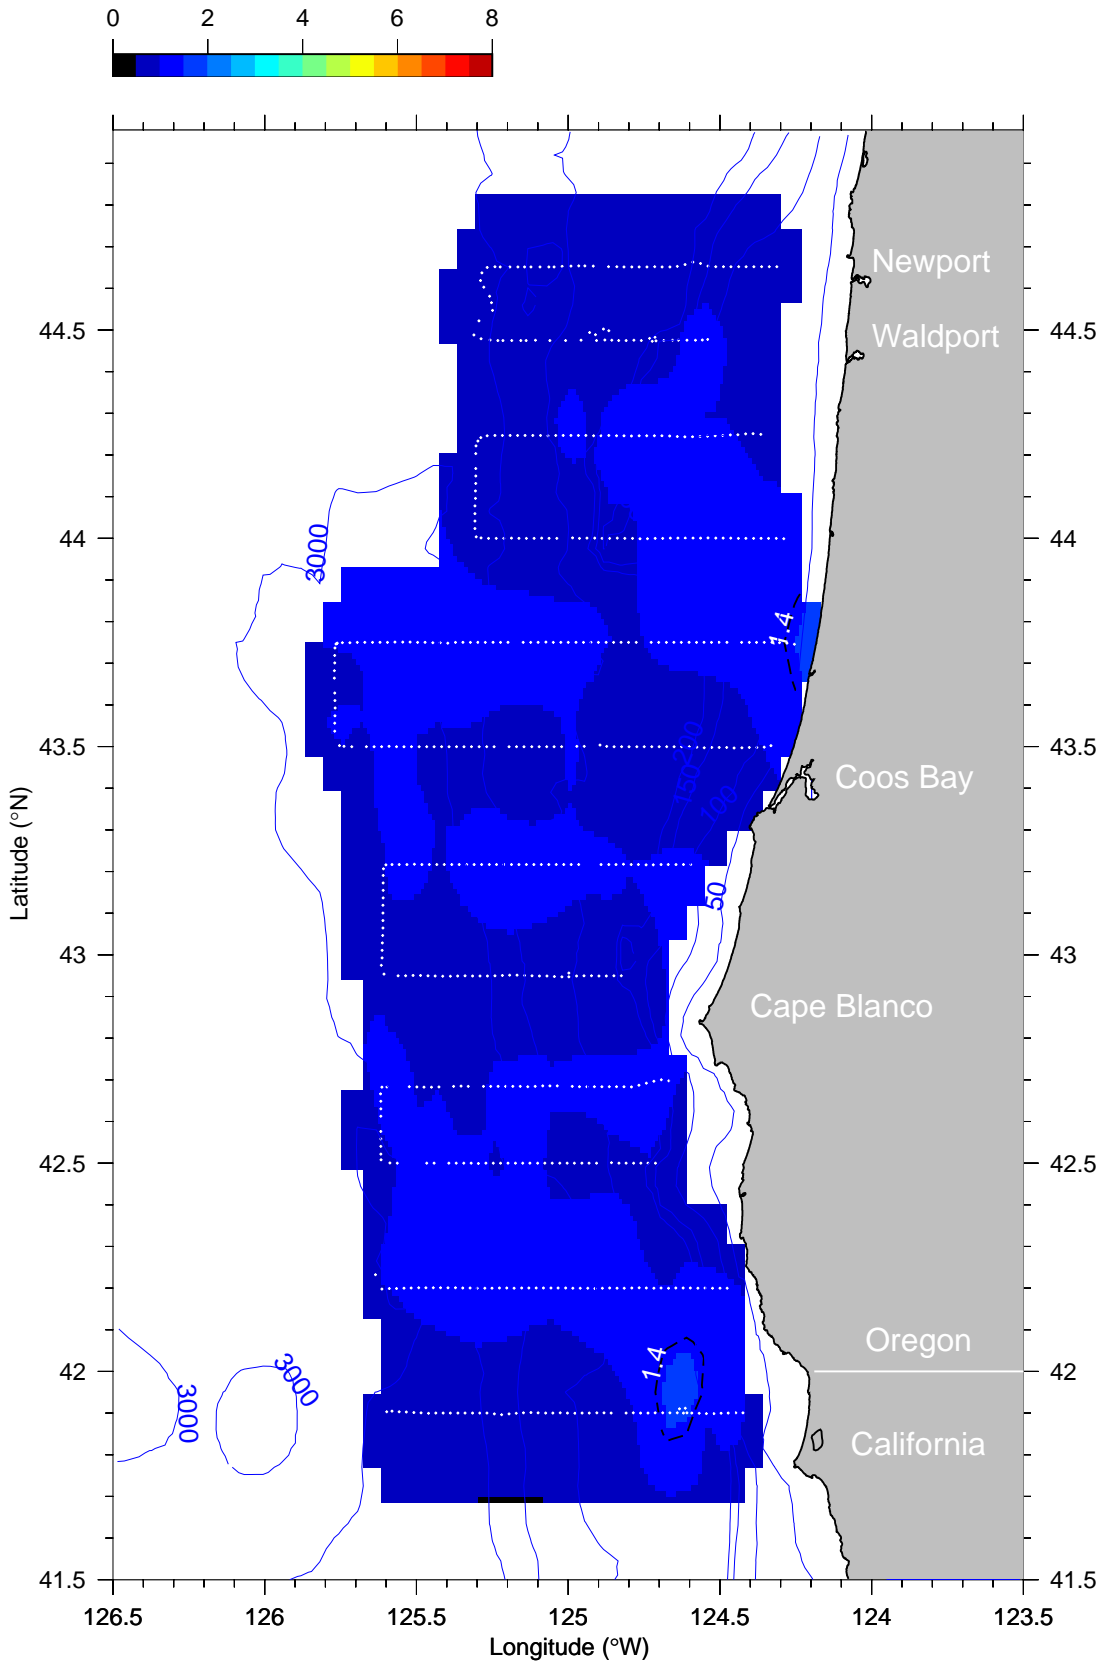 0 2 4 6 8
Newport
44.5 Waldport 44.5
3000
44 44
1.4
200
150
43.5 43.5
Coos Bay
100
50
43 43
Cape Blanco
42.5 42.5
Oregon
1.4
3000
42 42
3000
California
41.5 41.5
126.5 126 125.5 125 124.5 124 123.5
Longitude (°W)
Latitude (°N)